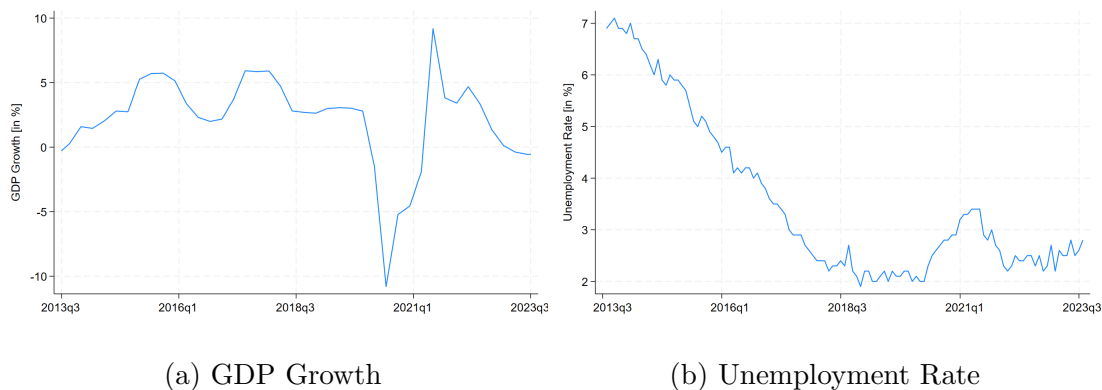 GDP Growth [in %]
10
5
0
-5
-10
2013q3 2016q1 2018q3 2021q1 2023q3
(a) GDP Growth
Unemployment Rate [in %]
7
6
5
4
3
2
2013q3 2016q1 2018q3 2021q1 2023q3
(b) Unemployment Rate